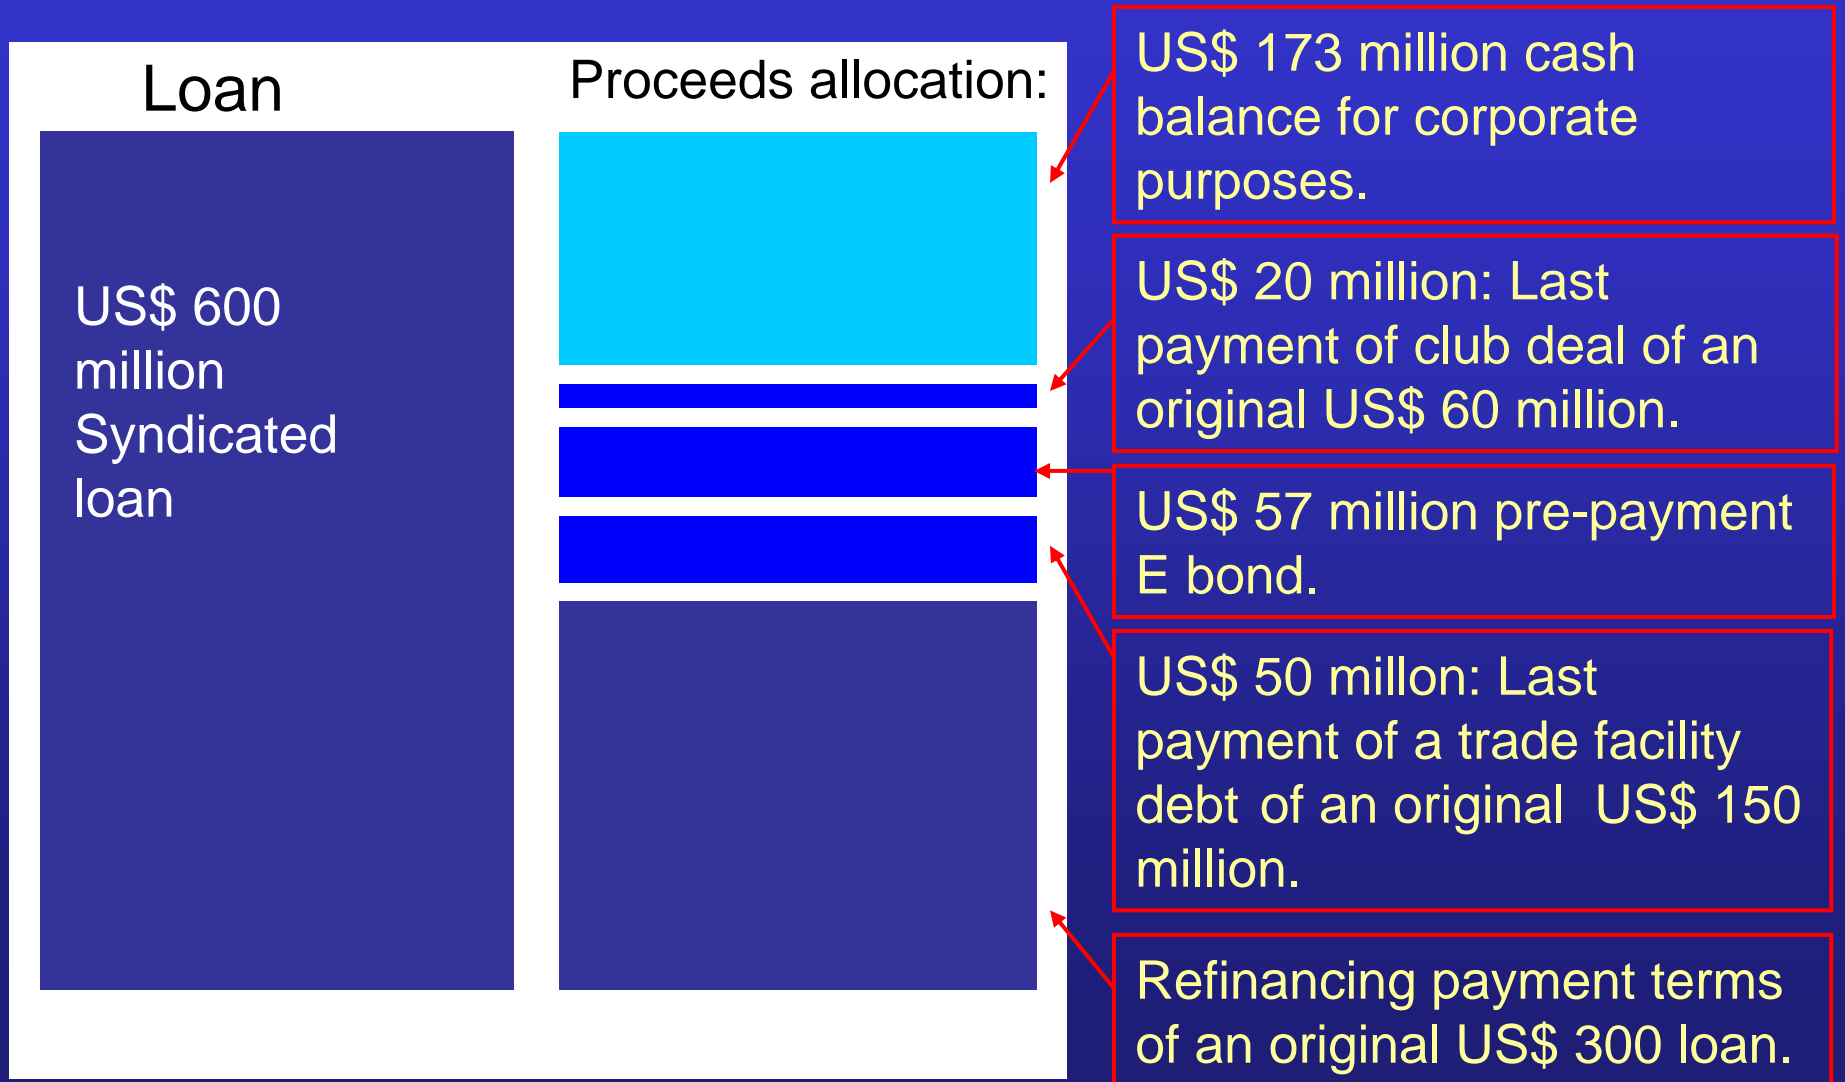 Loan
Proceeds allocation:
US$ 600
million
Syndicated
loan
US$ 173 million cash
balance for corporate
purposes.
US$ 20 million: Last
payment of club deal of an
original US$ 60 million.
US$ 57 million pre-payment
E bond.
US$ 50 millon: Last
payment of a trade facility
debt of an original US$ 150
million.
Refinancing payment terms
of an original US$ 300 loan.